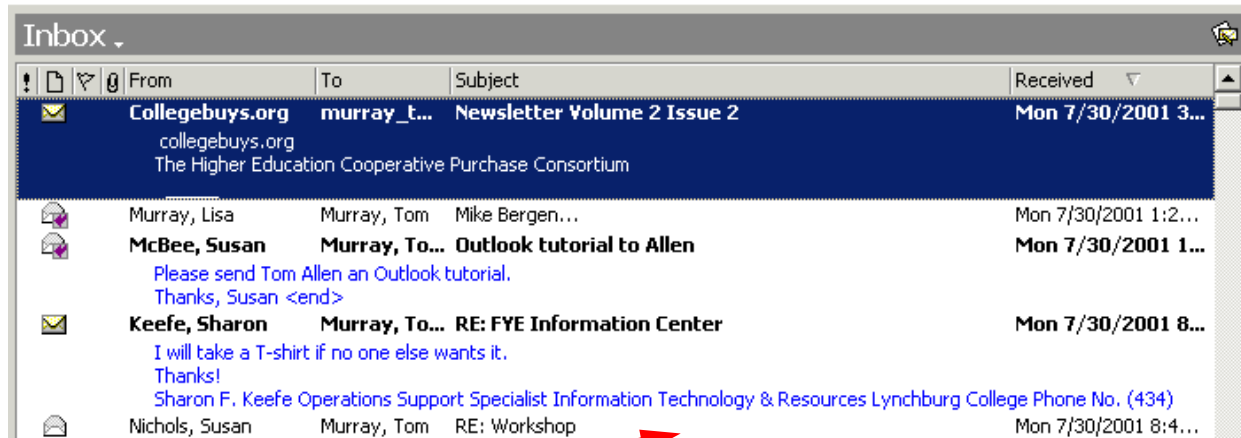 Inbox
! From To Subject Received
Collegebuys.org murray_t... Newsletter Volume 2 Issue 2 Mon 7/30/2001 3...
collegebuys.org
The Higher Education Cooperative Purchase Consortium
Murray, Lisa Murray, Tom Mike Bergen... Mon 7/30/2001 1:2...
McBee, Susan Murray, To... Outlook tutorial to Allen Mon 7/30/2001 1...
Please send Tom Allen an Outlook tutorial.
Thanks, Susan <end>
Keefe, Sharon Murray, To... RE: FYE Information Center Mon 7/30/2001 8...
I will take a T-shirt if no one else wants it.
Thanks!
Sharon F. Keefe Operations Support Specialist Information Technology & Resources Lynchburg College Phone No. (434)
Nichols, Susan Murray, Tom RE: Workshop Mon 7/30/2001 8:4...